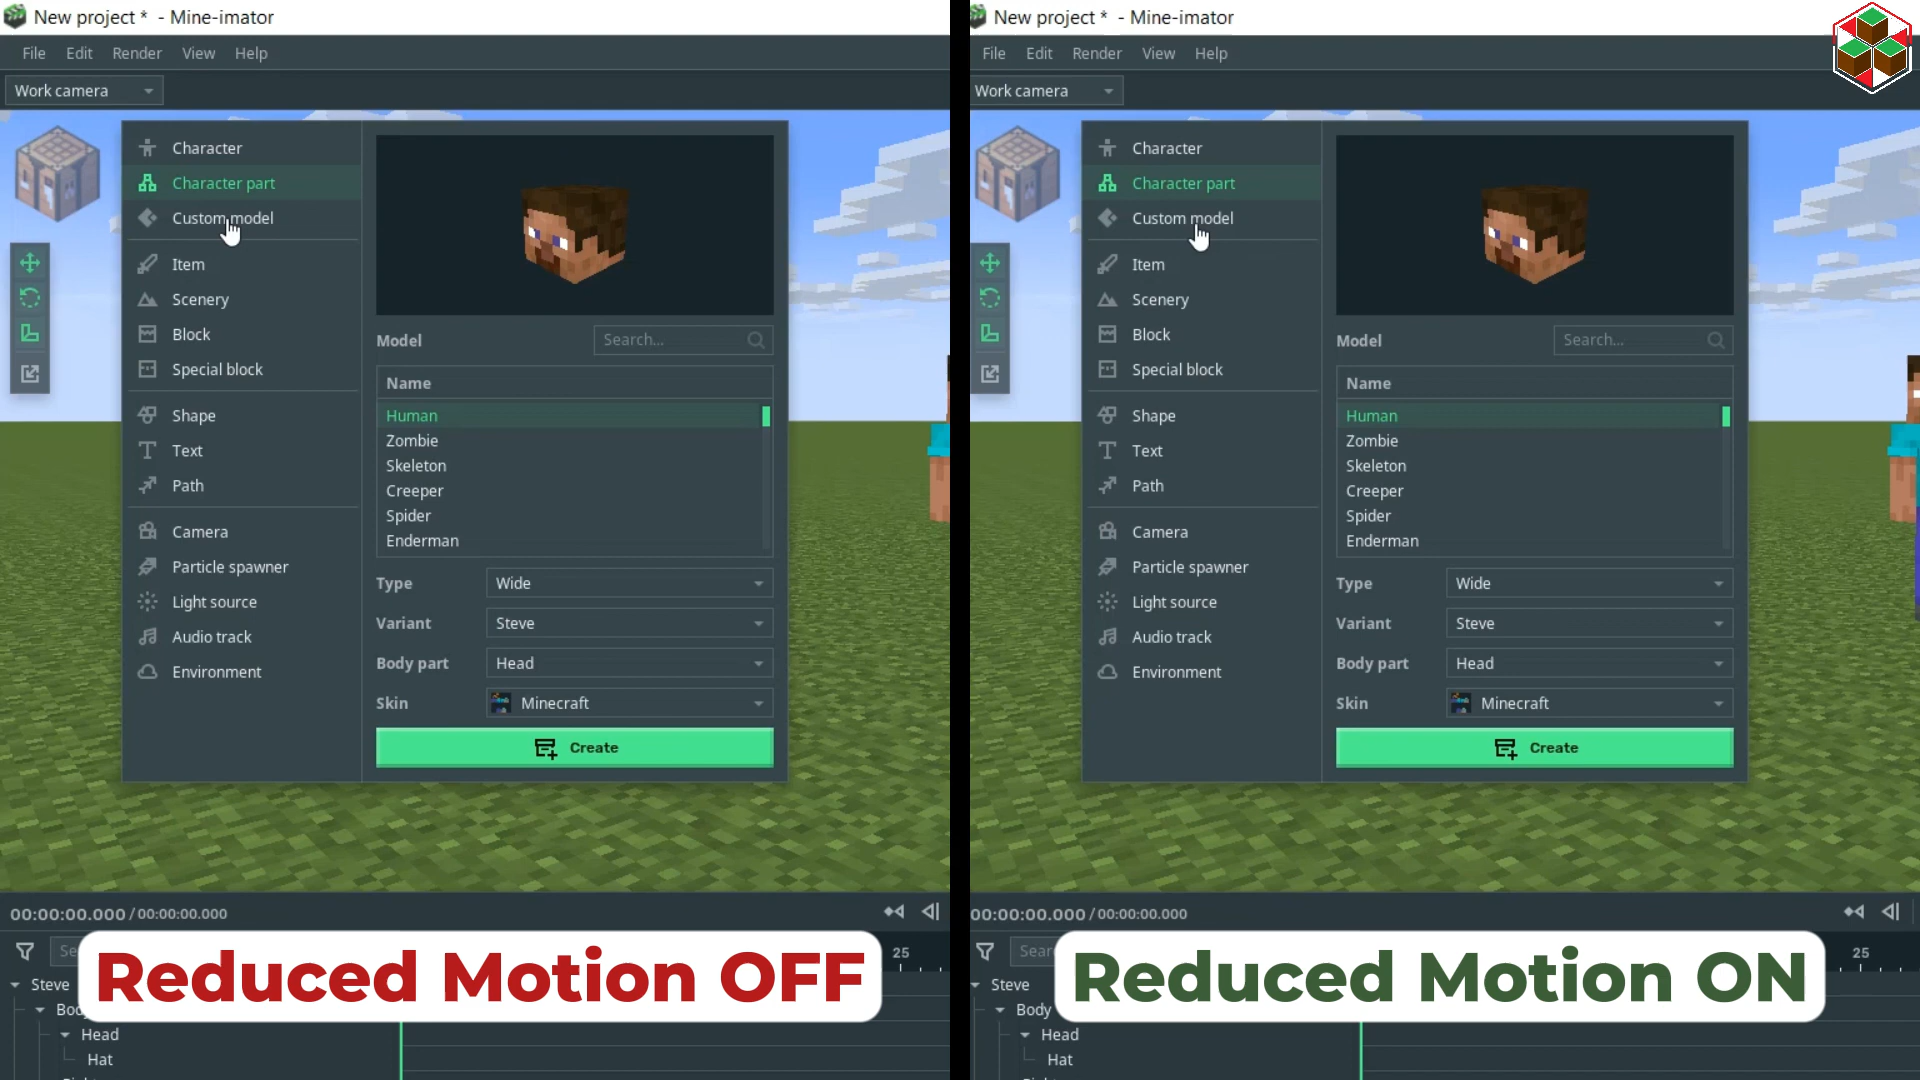 New project * - Mine-imator
File Edit Render View Help
Work camera
Character
Character part
Custom model
Item
Scenery
Block
Special block
Shape
Text
Path
Camera
Particle spawner
Light source
Audio track
Environment
Model
Search...
Name
Human
Zombie
Skeleton
Creeper
Spider
Enderman
Type Wide
Variant Steve
Body part Head
Skin Minecraft
Create
00:00:00.000 / 00:00:00.000
25
Reduced Motion OFF
Steve
Head
Hat
New project * - Mine-imator
File Edit Render View Help
Work camera
Character
Character part
Custom model
Item
Scenery
Block
Special block
Shape
Text
Path
Camera
Particle spawner
Light source
Audio track
Environment
Model
Search...
Name
Human
Zombie
Skeleton
Creeper
Spider
Enderman
Type Wide
Variant Steve
Body part Head
Skin Minecraft
Create
00:00:00.000 / 00:00:00.000
25
Reduced Motion ON
Steve
Body
Head
Hat